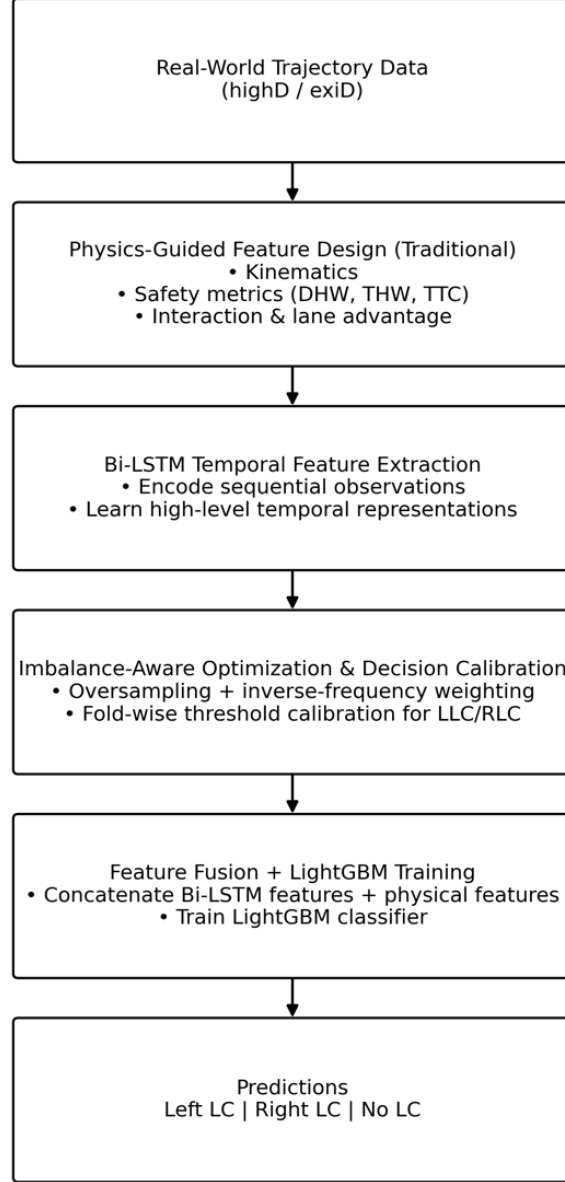 Real-World Trajectory Data
(highD / exiD)
Physics-Guided Feature Design (Traditional)
• Kinematics
• Safety metrics (DHW, THW, TTC)
• Interaction & lane advantage
Bi-LSTM Temporal Feature Extraction
• Encode sequential observations
• Learn high-level temporal representations
Imbalance-Aware Optimization & Decision Calibration
• Oversampling + inverse-frequency weighting
• Fold-wise threshold calibration for LLC/RLC
Feature Fusion + LightGBM Training
• Concatenate Bi-LSTM features + physical features
• Train LightGBM classifier
Predictions
Left LC | Right LC | No LC